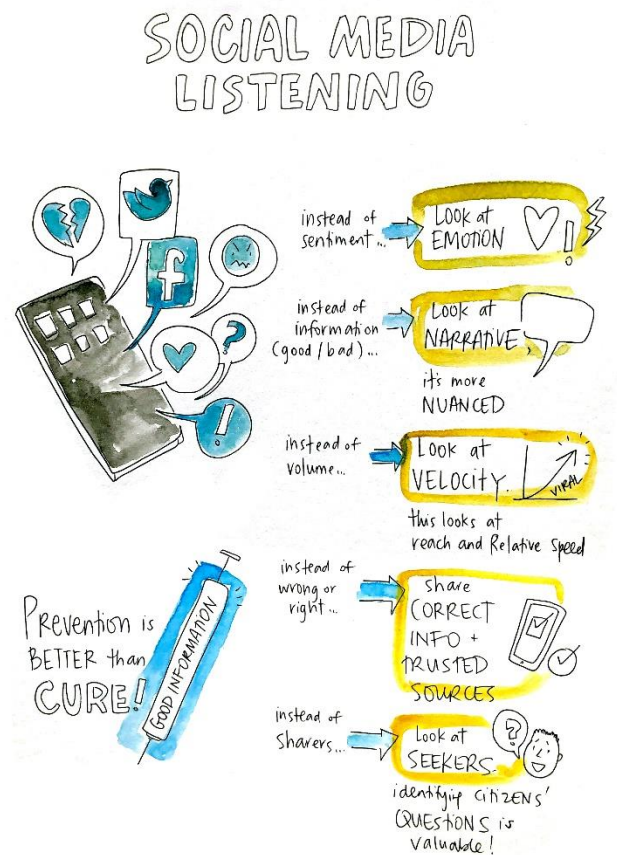 SOCIAL MEDIA
LISTENING
instead of
sentiment...
Look at
EMOTION
instead of
information
(good / bad)...
Look at
NARRATIVE
it's more
NUANCED
instead of
volume...
Look at
VELOCITY.
VIRAL
this looks at
reach and Relative Speed
instead of
wrong or
right...
share
CORRECT
INFO +
TRUSTED
SOURCES
instead of
Sharers...
Look at
SEEKERS
?
identifying CITIZENS'
QUESTIONS is
valuable!
f
?
!
Prevention is
BETTER than
CURE!
GOOD INFORMATION